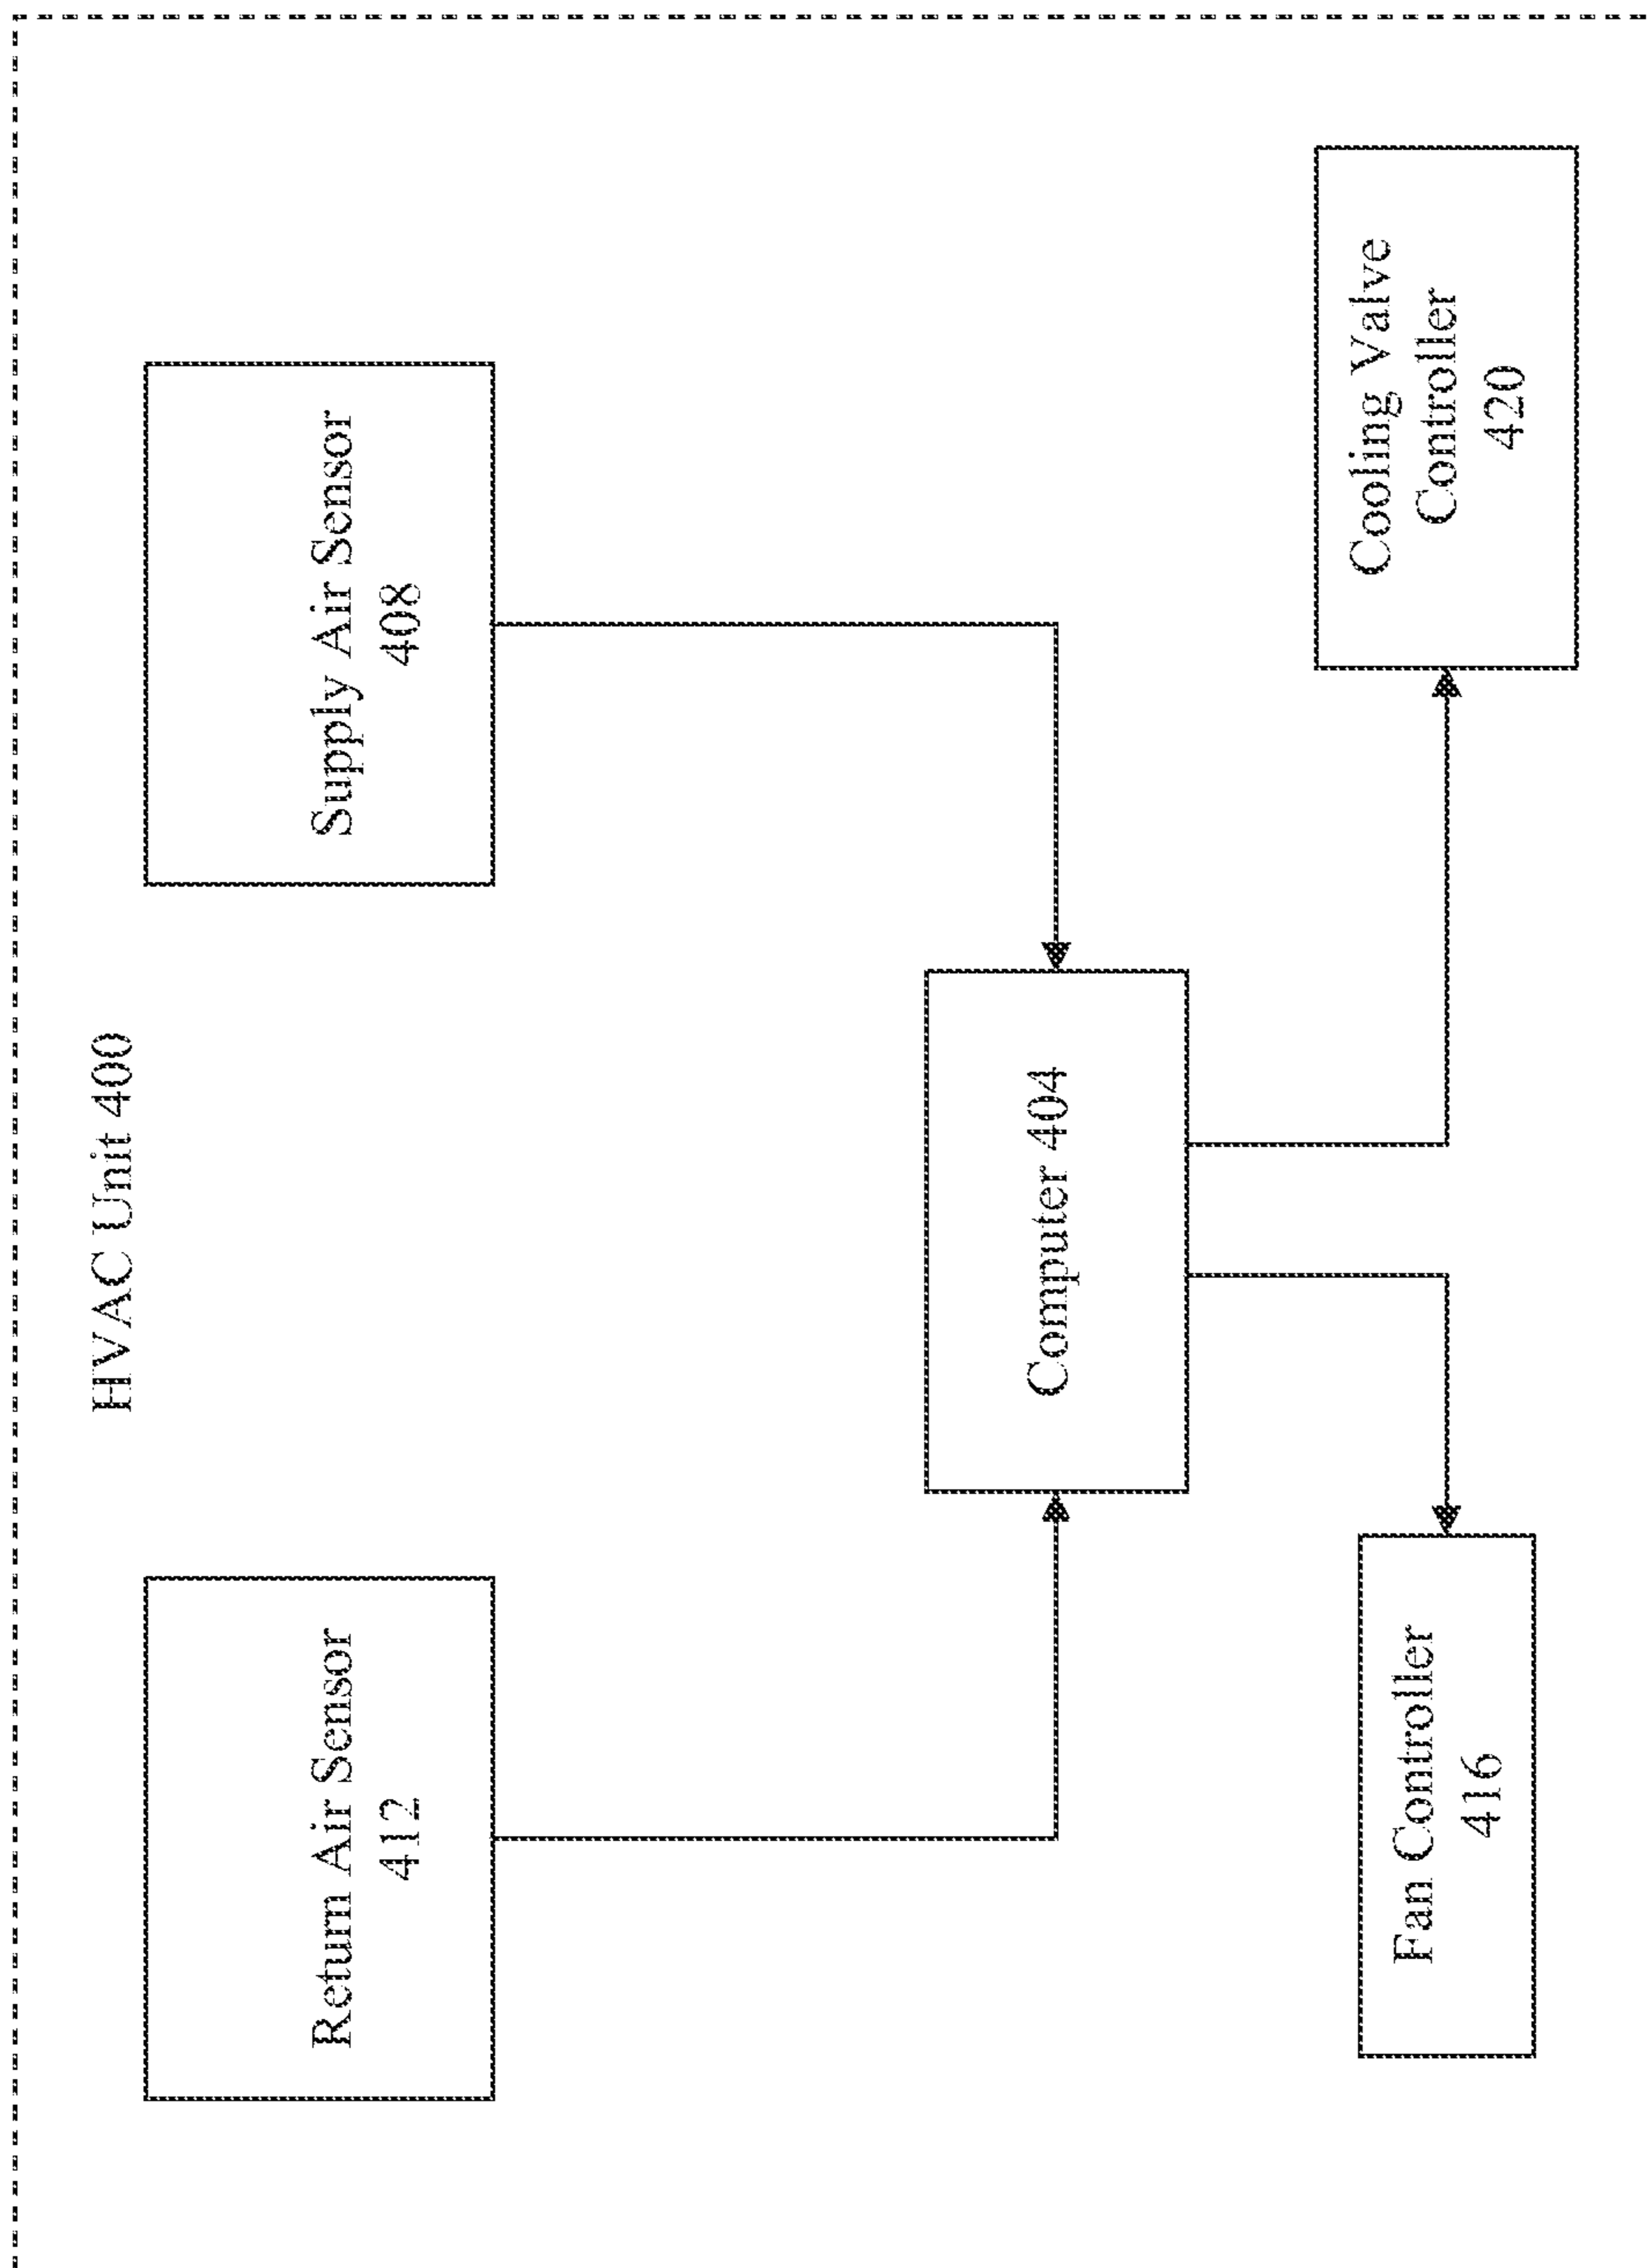 HVAC Unit 400
Return Air Sensor
412
Supply Air Sensor
408
Computer 404
Fan Controller
416
Cooling Valve
Controller
420